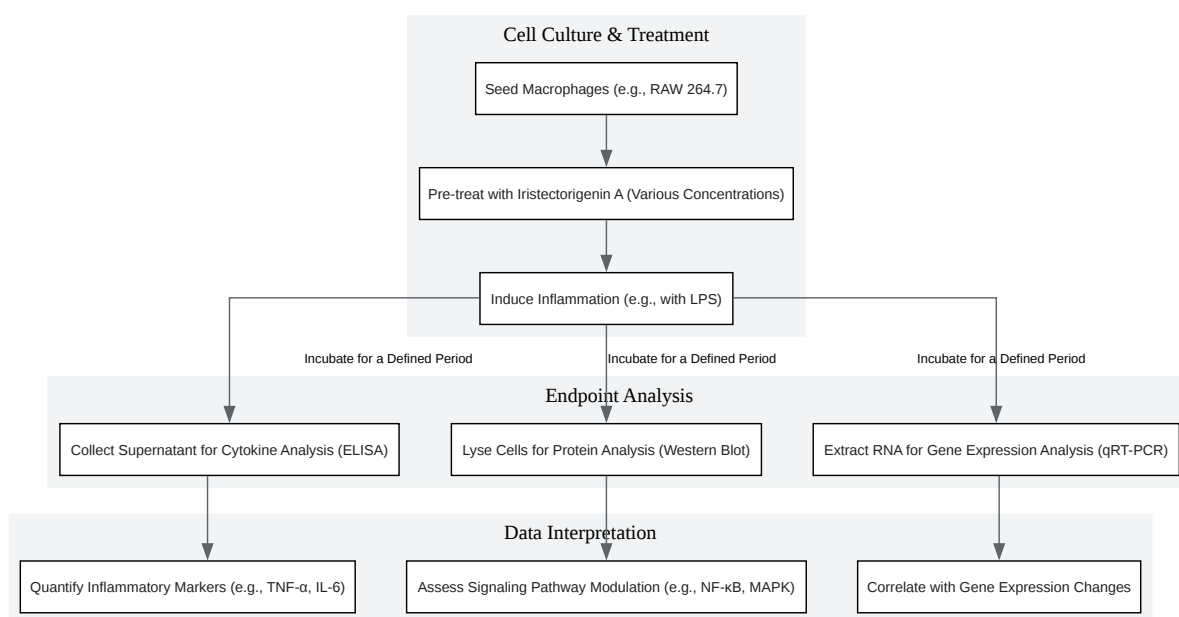 Cell Culture & Treatment
Seed Macrophages (e.g., RAW 264.7)
Pre-treat with Iristectorigenin A (Various Concentrations)
Induce Inflammation (e.g., with LPS)
Incubate for a Defined Period
Incubate for a Defined Period
Incubate for a Defined Period
Endpoint Analysis
Collect Supernatant for Cytokine Analysis (ELISA)
Lyse Cells for Protein Analysis (Western Blot)
Extract RNA for Gene Expression Analysis (qRT-PCR)
Data Interpretation
Quantify Inflammatory Markers (e.g., TNF-α, IL-6)
Assess Signaling Pathway Modulation (e.g., NF-κB, MAPK)
Correlate with Gene Expression Changes